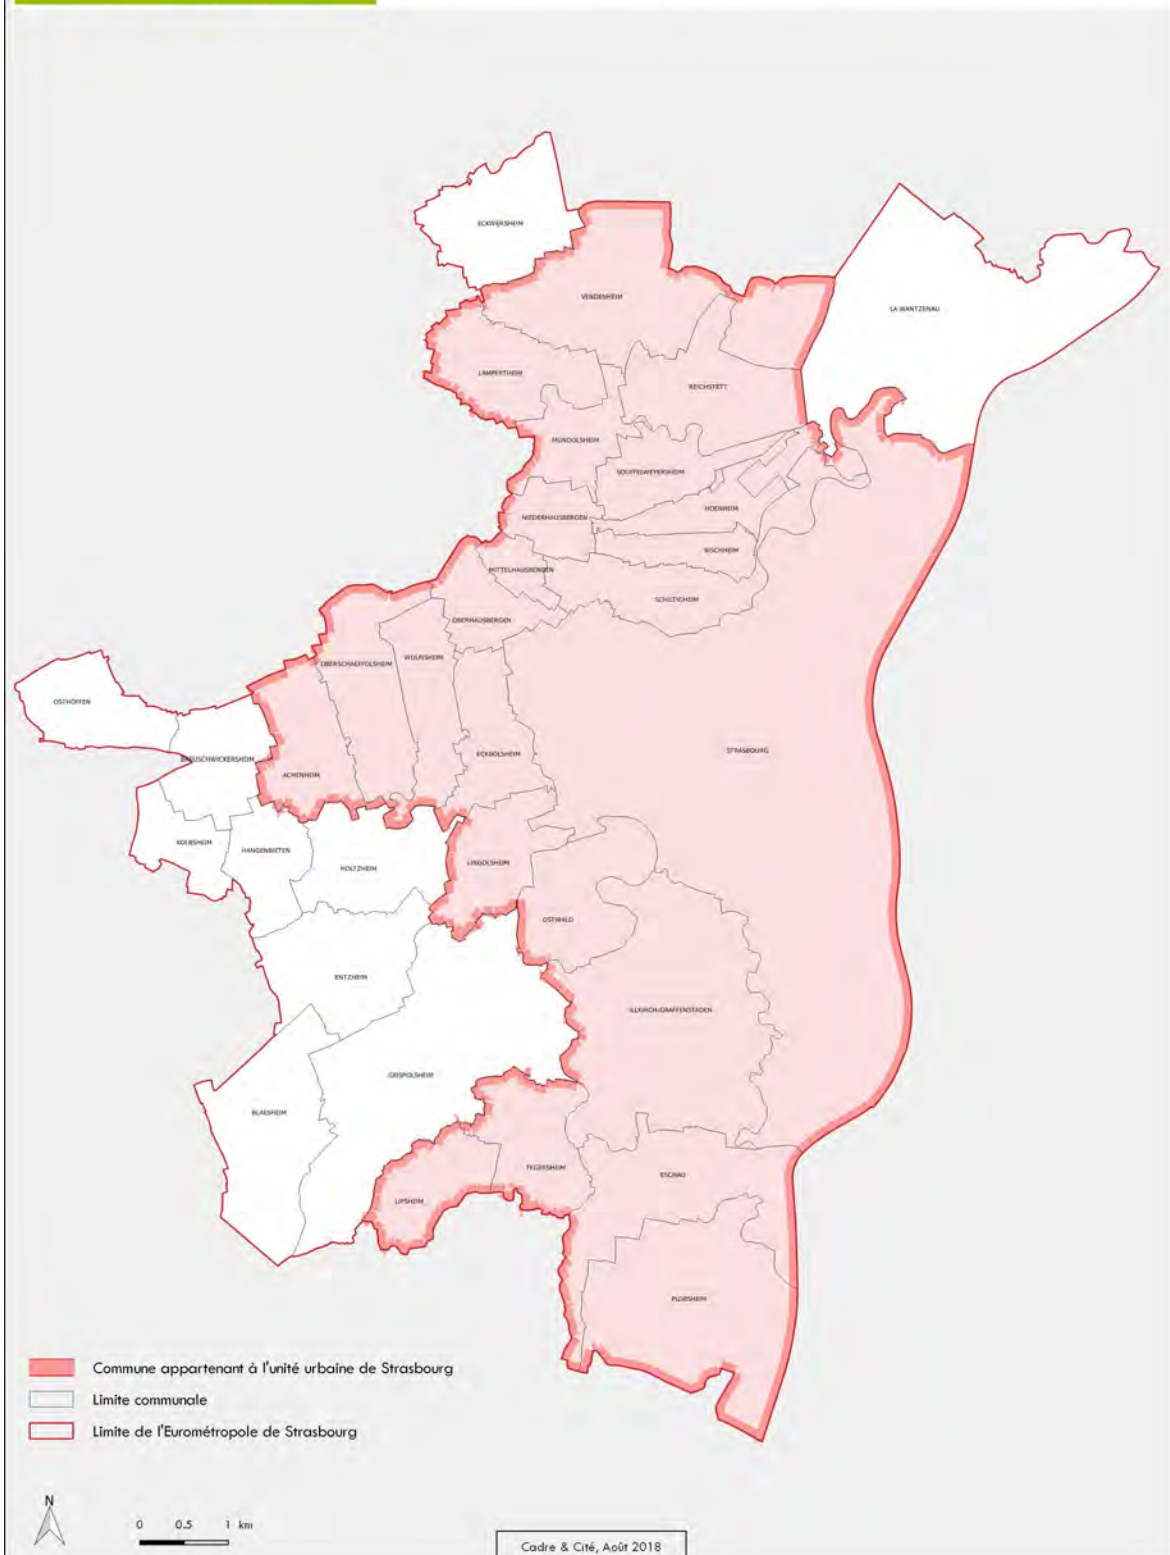 ECKWERSHEIM
VENDENHEIM
LA WANTZENAU
LAMPERTHEIM
REICHSTETT
MUNDOLSHEIM
SOUFFELWEYERSHEIM
HOENHEIM
NIEDERHAUSBERGEN
BISCHHEIM
MITTELHAUSBERGEN
SCHILTIGHEIM
OBERHAUSBERGEN
WOLFISHEIM
OBERSCHAEFFOLSHEIM
OSTHOFFEN
STRASBOURG
ECKBOLSHEIM
BREUSCHWICKERSHEIM
ACHENHEIM
KOLBSHEIM
HANGENBIETEN
LINGOLSHEIM
HOLTZHEIM
OSTWALD
ENTZHEIM
ILLKIRCH-GRAFFENSTADEN
GEISPOLSHEIM
BLAESHEIM
FEGERSHEIM
ESCHAU
LIPSHEIM
PLOBSHEIM
Commune appartenant à l'unité urbaine de Strasbourg
Limite communale
Limite de l'Eurométropole de Strasbourg
N
0 0.5 1 km
Cadre & Cité, Août 2018